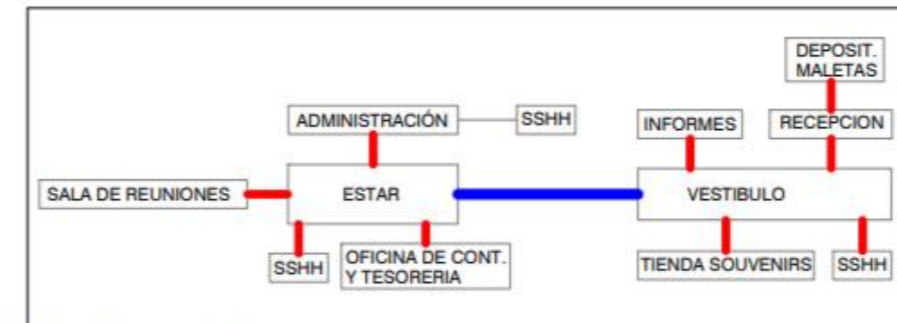 DEPOSIT.
MALETAS
ADMINISTRACIÓN
SSHH
INFORMES
RECEPCION
SALA DE REUNIONES
ESTAR
VESTIBULO
SSHH
OFICINA DE CONT.
Y TESORERIA
TIENDA SOUVENIRS
SSHH